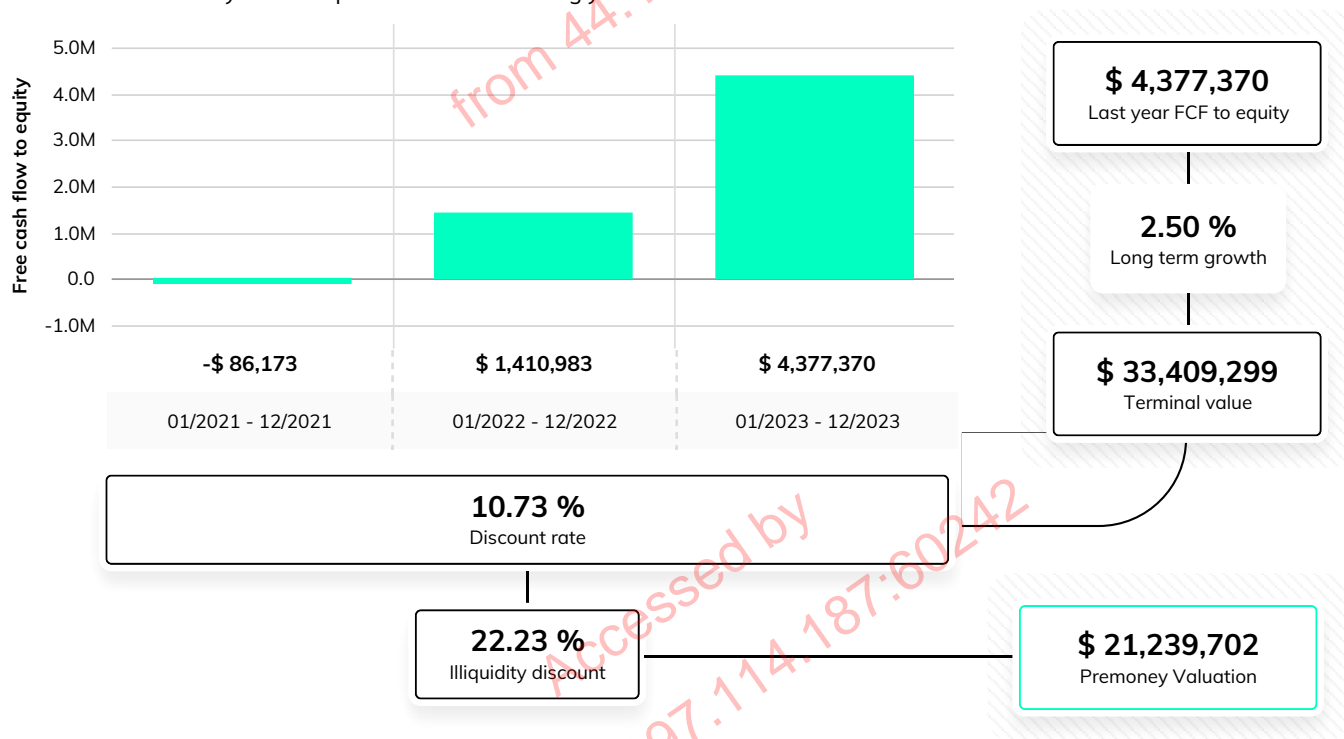 5.0M
4.0M
3.0M
2.0M
1.0M
0.0
-1.0M
Free cash flow to equity
-$ 86,173
$ 1,410,983
$ 4,377,370
01/2021 - 12/2021
01/2022 - 12/2022
01/2023 - 12/2023
$ 4,377,370
Last year FCF to equity
2.50 %
Long term growth
$ 33,409,299
Terminal value
10.73 %
Discount rate
22.23 %
Illiquidity discount
$ 21,239,702
Premoney Valuation
from 44.
Accessed by
97.114.187:60242